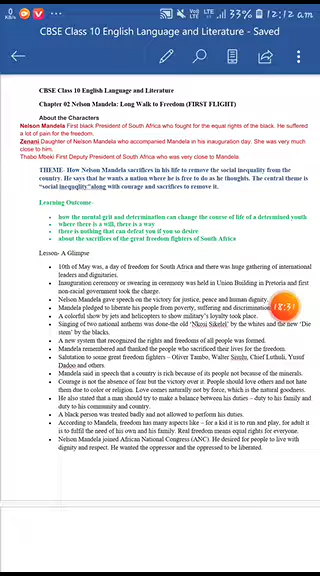 0
K/s
VoD
LTE
LTE
33%
12:12 a.m.
CBSE Class 10 English Language and Literature - Saved
CBSE Class 10 English Language and Literature
Chapter 02 Nelson Mandela: Long Walk to Freedom (FIRST FLIGHT)
About the Characters
Nelson Mandela First black President of South Africa who fought for the equal rights of the black. He suffered
a lot of pain for the freedom.
Zenani Daughter of Nelson Mandela who accompanied Mandela in his inauguration day. She was very much
close to him.
Thabo Mbeki First Deputy President of South Africa who was very close to Mandela
THEME- How Nelson Mandela sacrifices in his life to remove the social inequality from the
country. He says that he wants a nation where he is free to do as he thoughts. The central theme is
"social inequqlity"along with courage and sacrifices to remove it.
Learning Outcome-
• how the mental grit and determination can change the course of life of a determined youth
• where there is a will, there is a way
• there is nothing that can defeat you if you so desire
• about the sacrifices of the great freedom fighters of South Africa
Lesson- A Glimpse
• 10th of May was, a day of freedom for South Africa and there was huge gathering of international
leaders and dignitaries.
• Inauguration ceremony or swearing in ceremony was held in Union Building in Pretoria and first
non-racial government took the charge.
• Nelson Mandela gave speech on the victory for justice, peace and human dignity.
• Mandela pledged to liberate his people from poverty, suffering and discrimination
18:31
• A colorful show by jets and helicopters to show military's loyalty took place.
• Singing of two national anthems was done-the old 'Nkosi Sikelel' by the whites and the new 'Die
stem' by the blacks.
• A new system that recognized the rights and freedoms of all people was formed.
• Mandela remembered and thanked the people who sacrificed their lives for the freedom.
• Salutation to some great freedom fighters – Oliver Tambo, Walter Sisulu, Chief Luthuli, Yusuf
Dadoo and others.
• Mandela said in speech that a country is rich because of its people not because of the minerals.
• Courage is not the absence of fear but the victory over it. People should love others and not hate
them due to color or religion. Love comes naturally not by force, which is the natural goodness.
• He also stated that a man should try to make a balance between his duties – duty to his family and
duty to his community and country.
• A black person was treated badly and not allowed to perform his duties.
• According to Mandela, freedom has many aspects like – for a kid it is to run and play, for adult it
is to fulfil the need of his own and his family. Real freedom means equal rights for everyone.
• Nelson Mandela joined African National Congress (ANC). He desired for people to live with
dignity and respect. He wanted the oppressor and the oppressed to be liberated.